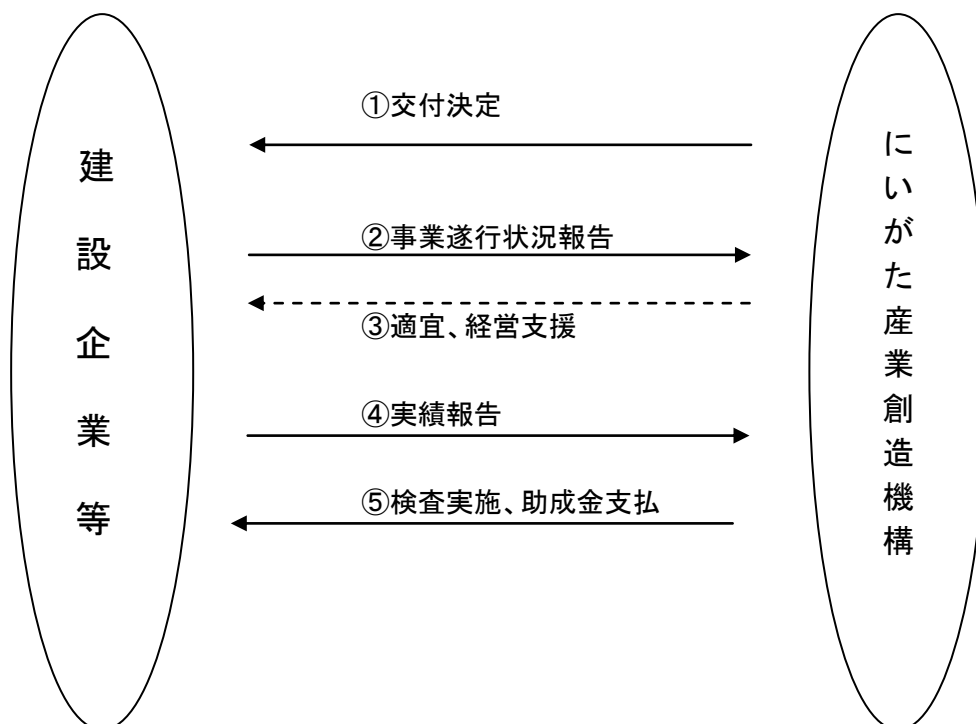 建設企業等
①交付決定
②事業遂行状況報告
③適宜、経営支援
④実績報告
⑤検査実施、助成金支払
にいがた産業創造機構